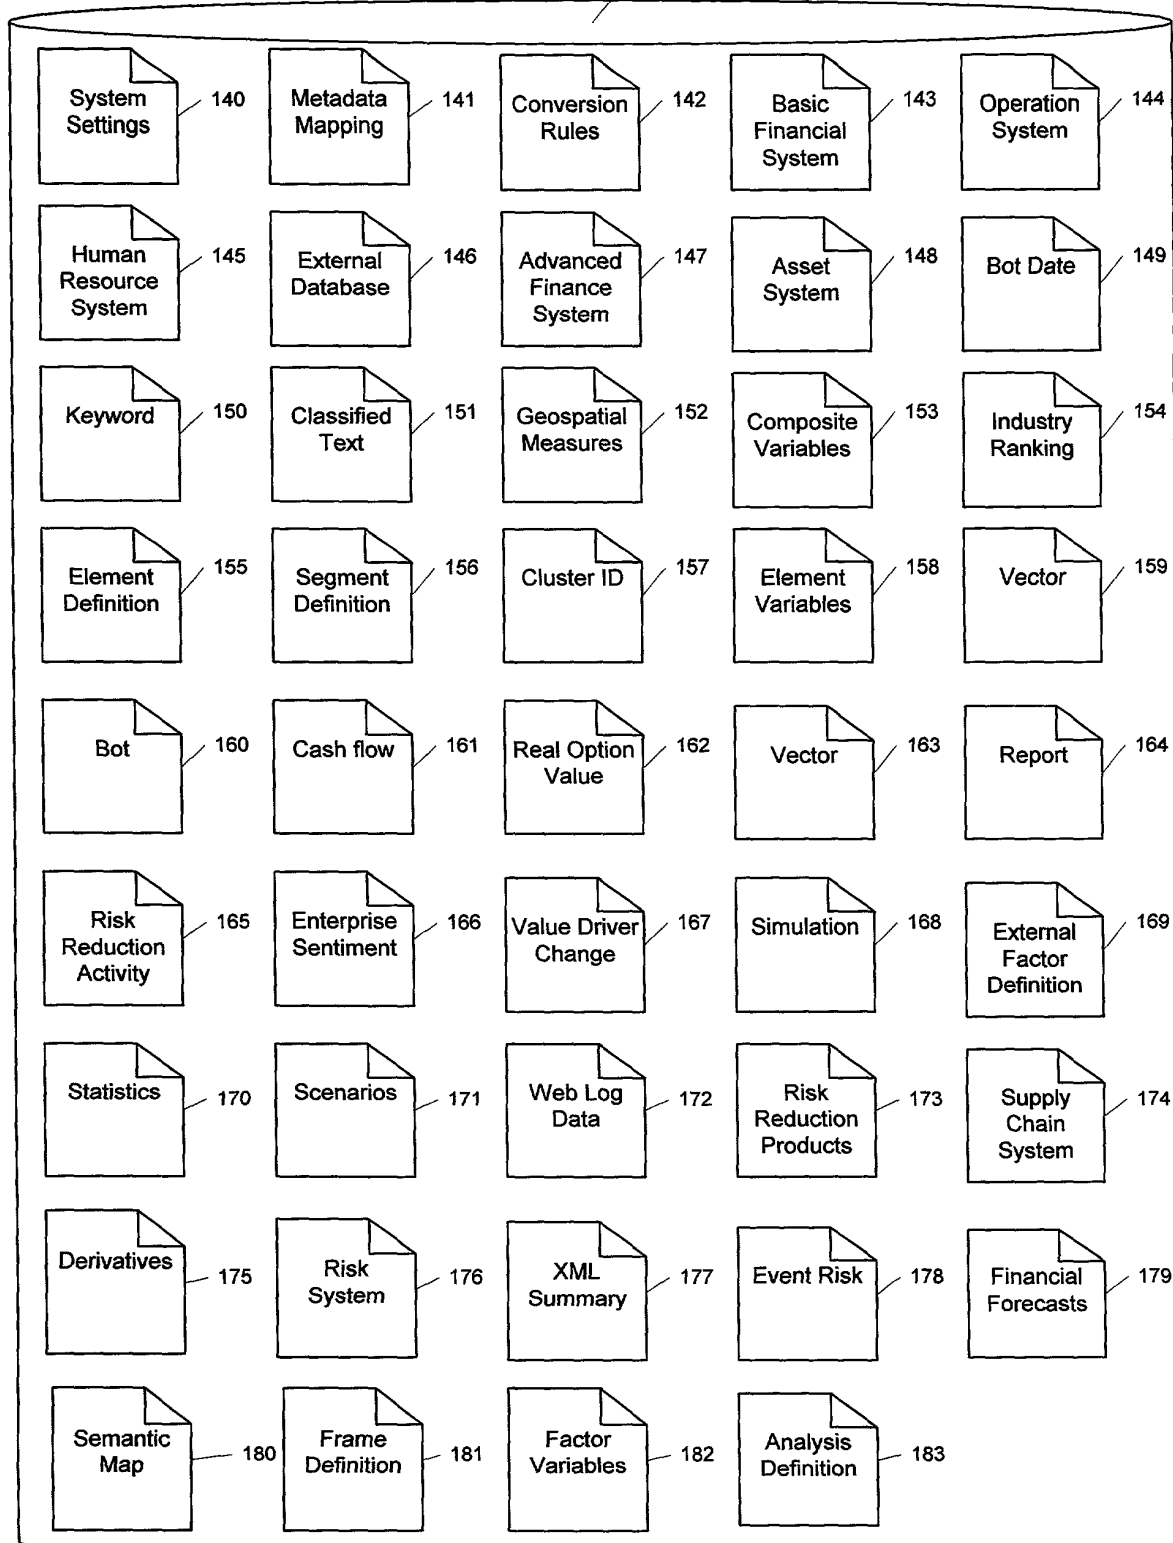 System
Settings
140
Metadata
Mapping
141
Conversion
Rules
142
Basic
Financial
System
143
Operation
System
144
Human
Resource
System
145
External
Database
146
Advanced
Finance
System
147
Asset
System
148
Bot Date
149
Keyword
150
Classified
Text
151
Geospatial
Measures
152
Composite
Variables
153
Industry
Ranking
154
Element
Definition
155
Segment
Definition
156
Cluster ID
157
Element
Variables
158
Vector
159
Bot
160
Cash flow
161
Real Option
Value
162
Vector
163
Report
164
Risk
Reduction
Activity
165
Enterprise
Sentiment
166
Value Driver
Change
167
Simulation
168
External
Factor
Definition
169
Statistics
170
Scenarios
171
Web Log
Data
172
Risk
Reduction
Products
173
Supply
Chain
System
174
Derivatives
175
Risk
System
176
XML
Summary
177
Event Risk
178
Financial
Forecasts
179
Semantic
Map
180
Frame
Definition
181
Factor
Variables
182
Analysis
Definition
183